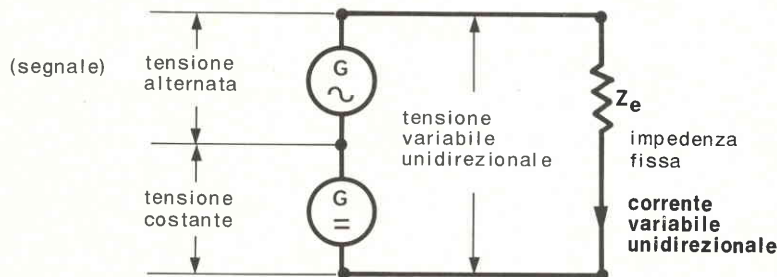 (segnale)
tensione
alternata
G
tensione
variabile
unidirezionale
Ze
impedenza
fissa
tensione
costante
G
=
corrente
variabile
unidirezionale